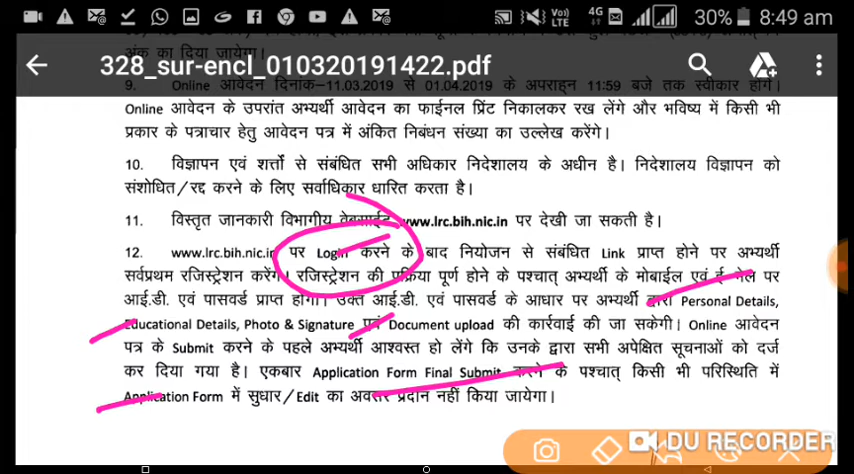 VO LTE 4G 30% 8:49 am
अंक का दिया जायेगा।
328_sur-encl_010320191422.pdf
9. Online आवेदन दिनांक-11.03.2019 से 01.04.2019 के अपराह्न 11:59 बजे तक स्वीकार होंगे।
Online आवेदन के उपरांत अभ्यर्थी आवेदन का फाईनल प्रिंट निकालकर रख लेंगे और भविष्य में किसी भी
प्रकार के पत्राचार हेतु आवेदन पत्र में अंकित निबंधन संख्या का उल्लेख करेंगे।
10. विज्ञापन एवं शर्त्तो से संबंधित सभी अधिकार निदेशालय के अधीन है। निदेशालय विज्ञापन को
संशोधित/रद्द करने के लिए सर्वाधिकार धारित करता है।
11. विस्तृत जानकारी विभागीय वेबसाईड www.lrc.bih.nic.in पर देखी जा सकती है।
12. www.lrc.bih.nic.in पर Login करने के बाद नियोजन से संबंधित Link प्राप्त होने पर अभ्यर्थी
सर्वप्रथम रजिस्ट्रेशन करेंगे। रजिस्ट्रेशन की प्रक्रिया पूर्ण होने के पश्चात् अभ्यर्थी के मोबाईल एवं ई मेल पर
आई.डी. एवं पासवर्ड प्राप्त होगा। उक्त आई.डी. एवं पासवर्ड के आधार पर अभ्यर्थी द्वारा Personal Details,
Educational Details, Photo & Signature एवं Document upload की कार्रवाई की जा सकेगी। Online आवेदन
पत्र के Submit करने के पहले अभ्यर्थी आश्वस्त हो लेंगे कि उनके द्वारा सभी अपेक्षित सूचनाओं को दर्ज
कर दिया गया है। एकबार Application Form Final Submit करने के पश्चात् किसी भी परिस्थिति में
Application Form में सुधार/Edit का अवसर प्रदान नहीं किया जायेगा।
DU RECORDER